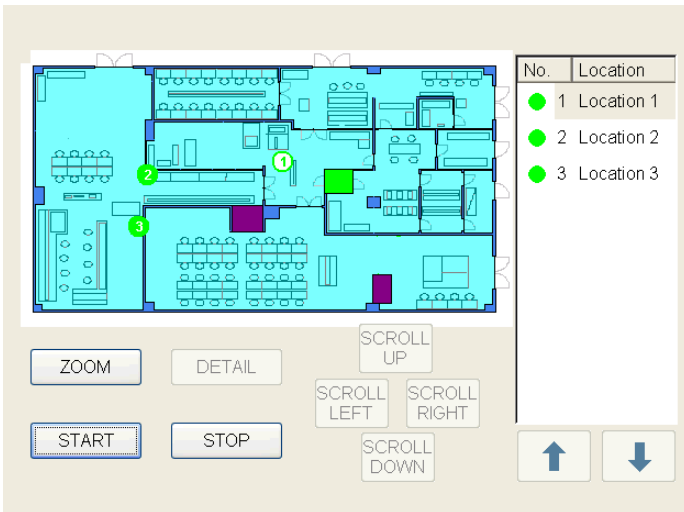 No. Location
1 Location 1
2 Location 2
3 Location 3
1
2
3
ZOOM
DETAIL
SCROLL
UP
SCROLL
LEFT
SCROLL
RIGHT
START
STOP
SCROLL
DOWN